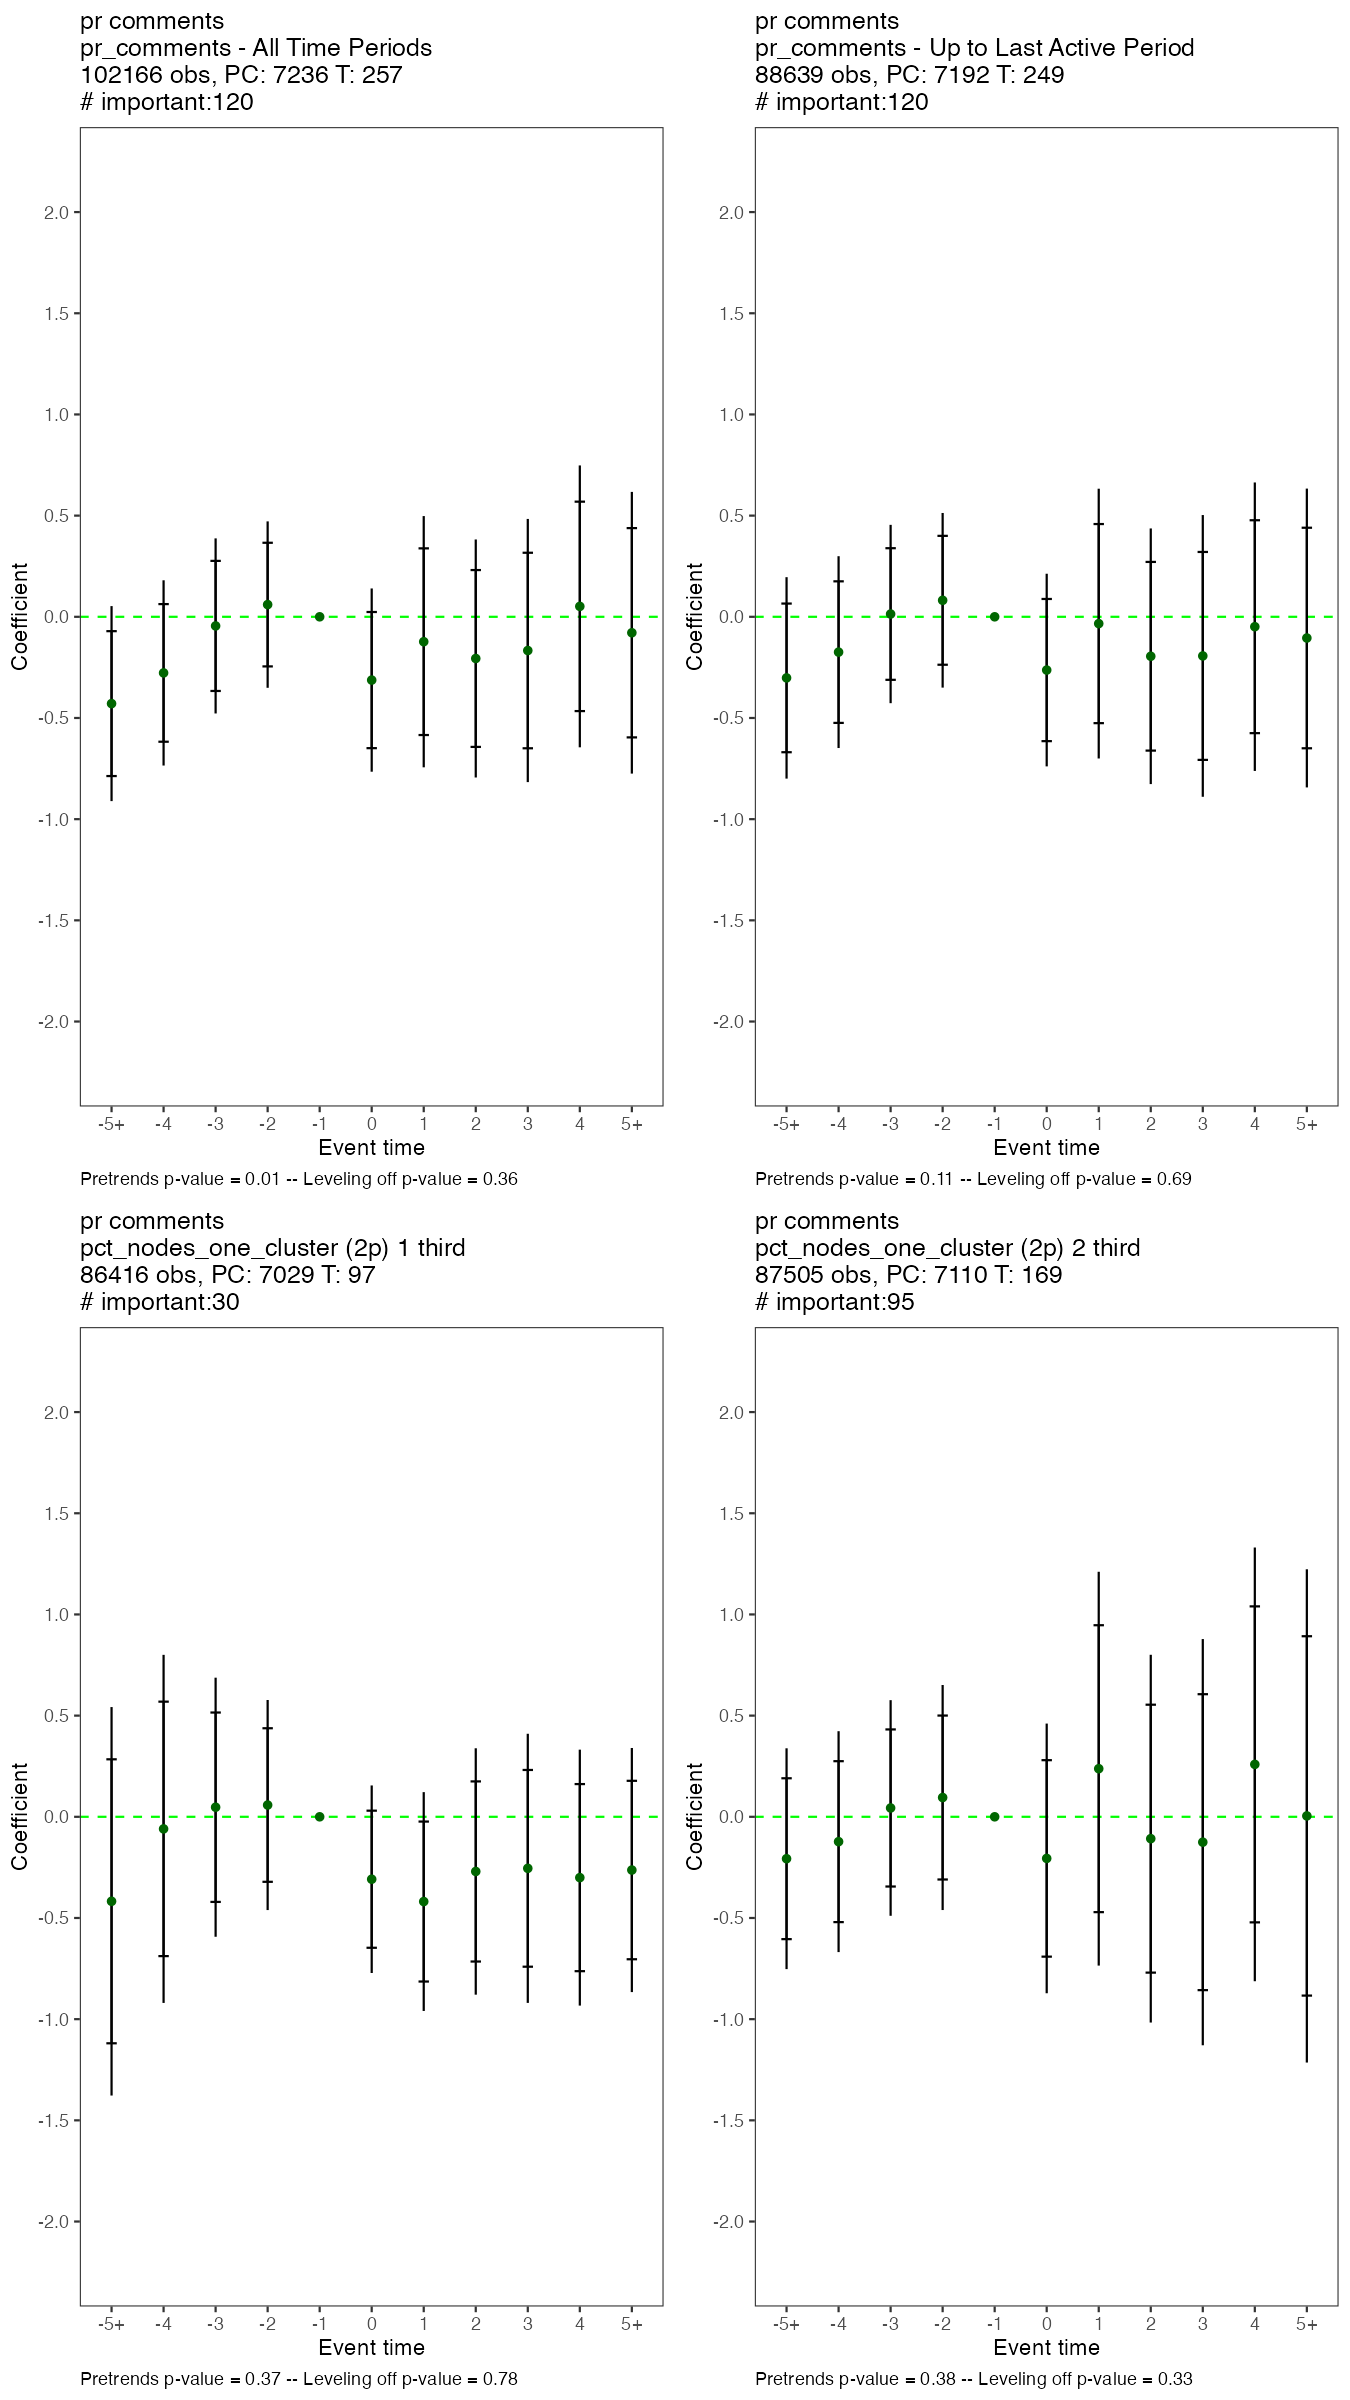 pr comments
pr_comments - All Time Periods
102166 obs, PC: 7236 T: 257
# important:120
2.0
1.5
1.0
0.5
0.0
-0.5
-1.0
-1.5
-2.0
Coefficient
-5+ -4 -3 -2 -1 0 1 2 3 4 5+
Event time
Pretrends p-value = 0.01 -- Leveling off p-value = 0.36
pr comments
pr_comments - Up to Last Active Period
88639 obs, PC: 7192 T: 249
# important:120
2.0
1.5
1.0
0.5
0.0
-0.5
-1.0
-1.5
-2.0
Coefficient
-5+ -4 -3 -2 -1 0 1 2 3 4 5+
Event time
Pretrends p-value = 0.11 -- Leveling off p-value = 0.69
pr comments
pct_nodes_one_cluster (2p) 1 third
86416 obs, PC: 7029 T: 97
# important:30
2.0
1.5
1.0
0.5
0.0
-0.5
-1.0
-1.5
-2.0
Coefficient
-5+ -4 -3 -2 -1 0 1 2 3 4 5+
Event time
Pretrends p-value = 0.37 -- Leveling off p-value = 0.78
pr comments
pct_nodes_one_cluster (2p) 2 third
87505 obs, PC: 7110 T: 169
# important:95
2.0
1.5
1.0
0.5
0.0
-0.5
-1.0
-1.5
-2.0
Coefficient
-5+ -4 -3 -2 -1 0 1 2 3 4 5+
Event time
Pretrends p-value = 0.38 -- Leveling off p-value = 0.33